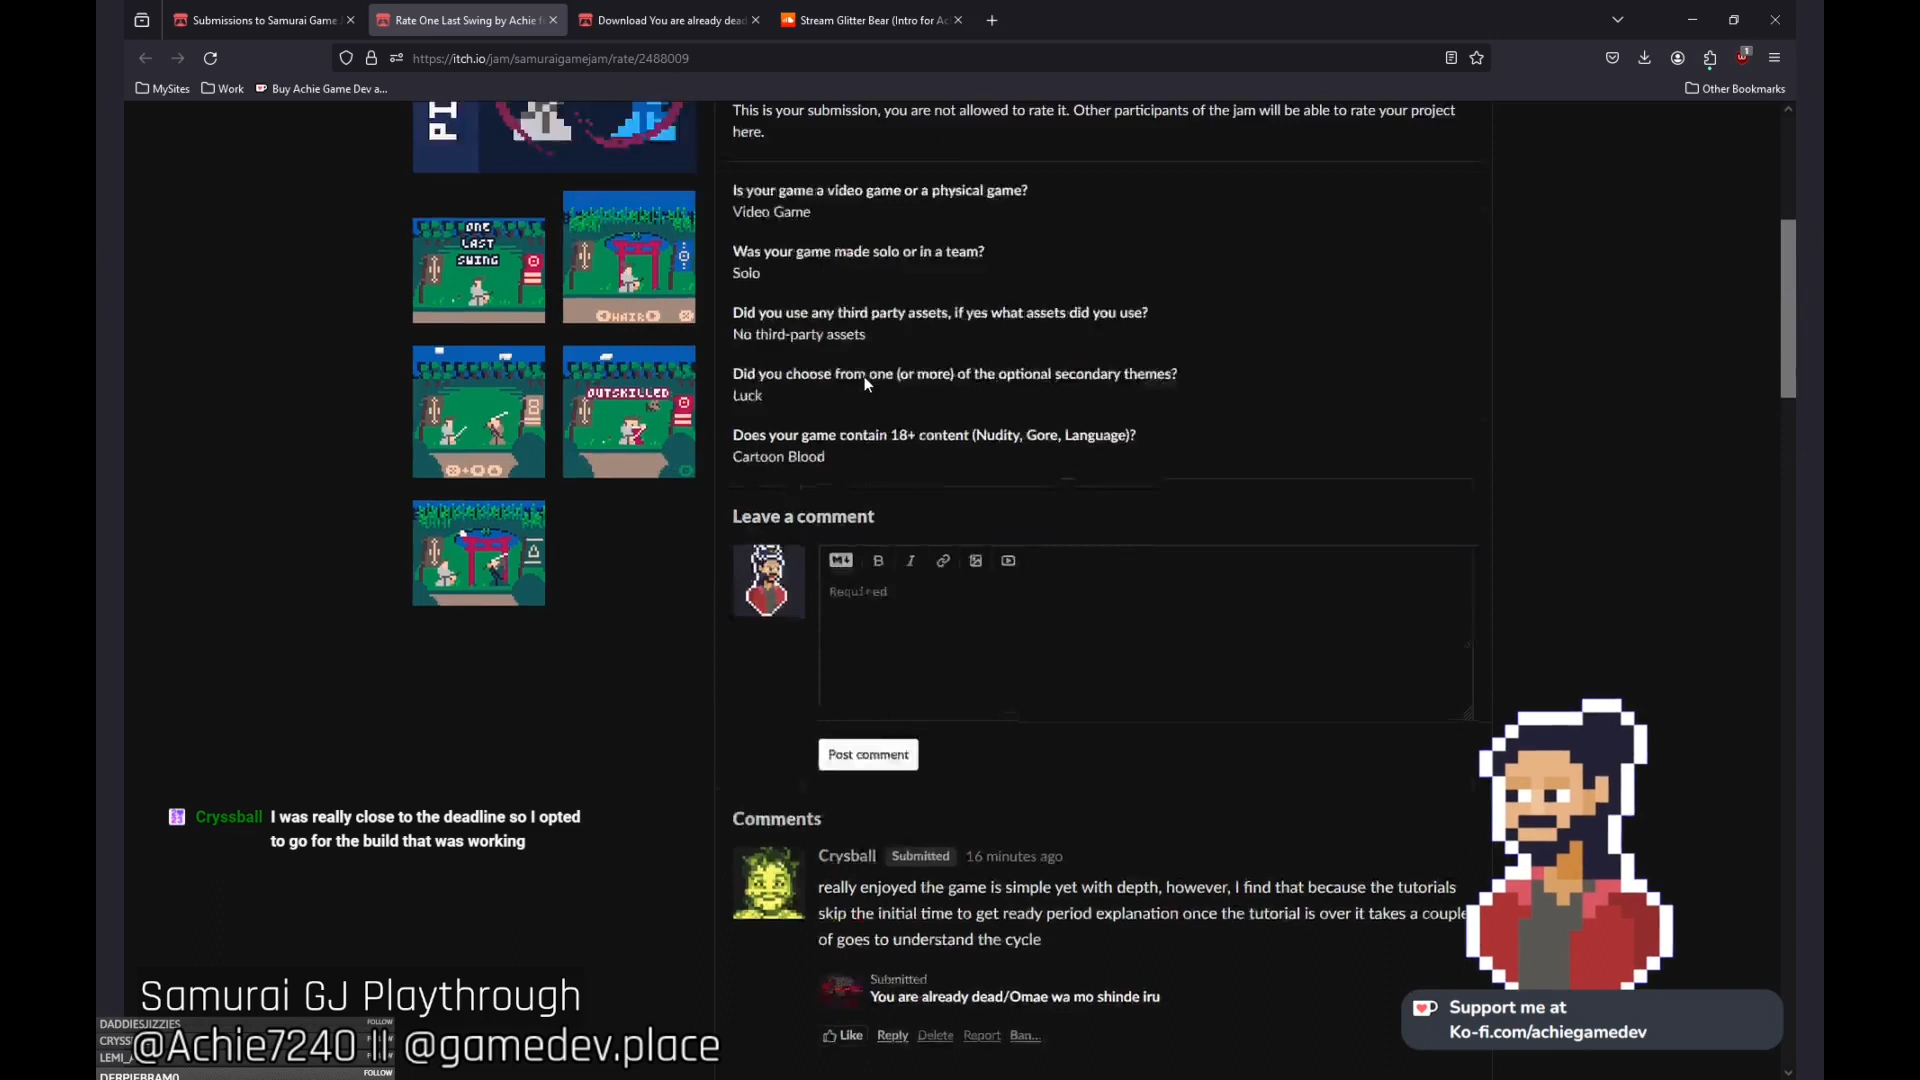 Submissions to Samurai Game J
Rate One Last Swing by Achie f
Download You are already dead
Stream Glitter Bear (Intro for Ac
https://itch.io/jam/samuraigamejam/rate/2488009
1
MySites
Work
Buy Achie Game Dev a...
Other Bookmarks
PI
This is your submission, you are not allowed to rate it. Other participants of the jam will be able to rate your project
here.
Is your game a video game or a physical game?
Video Game
Was your game made solo or in a team?
Solo
Did you use any third party assets, if yes what assets did you use?
No third-party assets
Did you choose from one (or more) of the optional secondary themes?
Luck
Does your game contain 18+ content (Nudity, Gore, Language)?
Cartoon Blood
ONE
LAST
SWING
HAIR
OUTSKILLED
Leave a comment
M
B
I
Required
Post comment
Comments
Crysball
Submitted
16 minutes ago
really enjoyed the game is simple yet with depth, however, I find that because the tutorials
skip the initial time to get ready period explanation once the tutorial is over it takes a couple
of goes to understand the cycle
Submitted
You are already dead/Omae wa mo shinde iru
Like
Reply
Delete
Report
Ban...
Cryssball I was really close to the deadline so I opted
to go for the build that was working
Samurai GJ Playthrough
@Achie7240 || @gamedev.place
DADDIESJIZZIES
FOLLOW
CRYSS
LEMI_A
DERPIEBRAM0
FOLLOW
Support me at
Ko-fi.com/achiegamedev